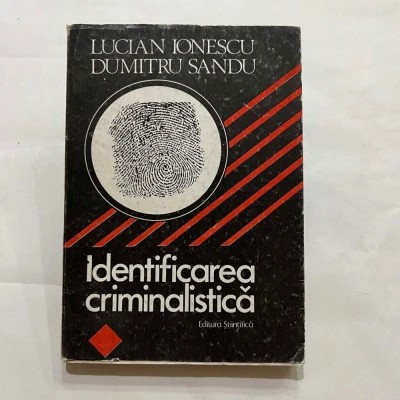 LUCIAN IONESCU
DUMITRU SANDU
Identificarea
criminalistică
Editura Științifică